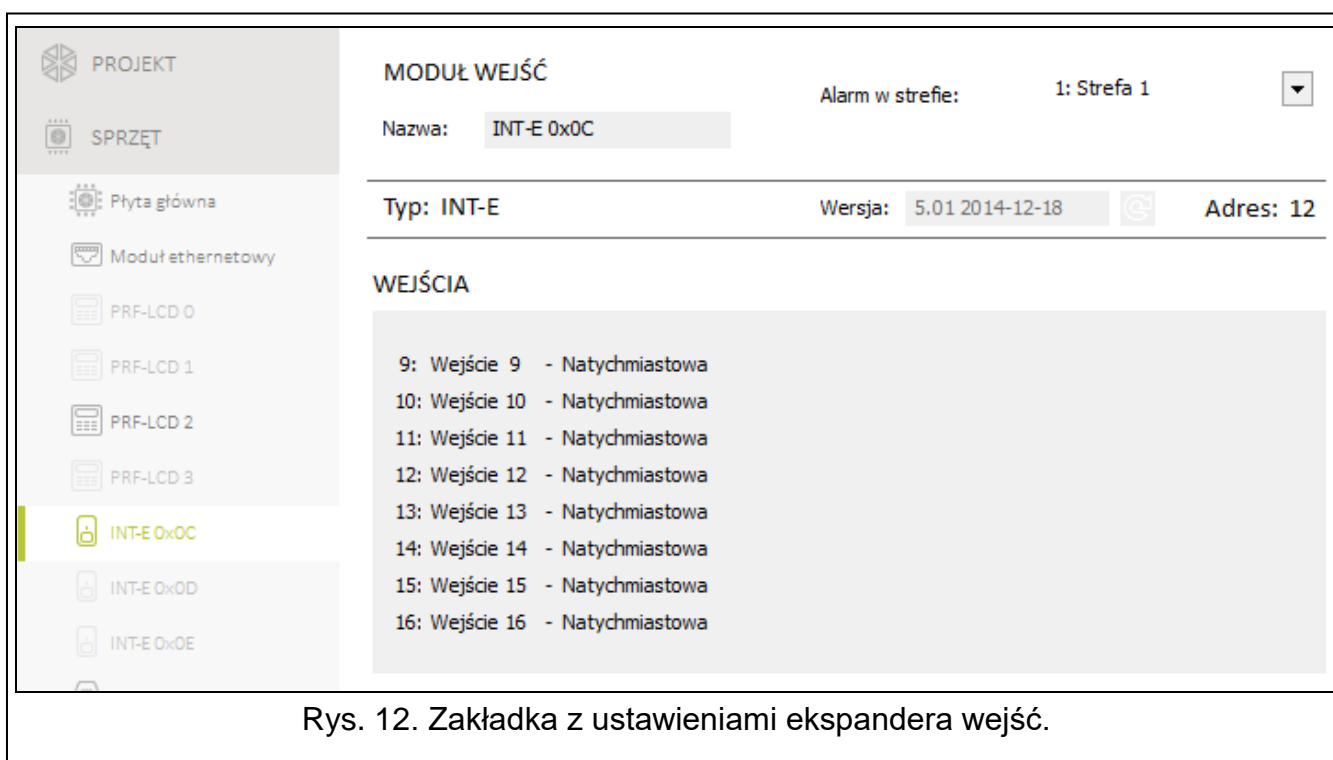 PROJEKT
SPRZĘT
Płyta główna
Moduł ethernetowy
PRF-LCD 0
PRF-LCD 1
PRF-LCD 2
PRF-LCD 3
INT-E 0x0C
INT-E 0x0D
INT-E 0x0E
MODUŁ WEJŚĆ
Alarm w strefie: 1: Strefa 1
Nazwa: INT-E 0x0C
Typ: INT-E Wersja: 5.01 2014-12-18 Adres: 12
WEJŚCIA
9: Wejście 9 - Natychmiastowa
10: Wejście 10 - Natychmiastowa
11: Wejście 11 - Natychmiastowa
12: Wejście 12 - Natychmiastowa
13: Wejście 13 - Natychmiastowa
14: Wejście 14 - Natychmiastowa
15: Wejście 15 - Natychmiastowa
16: Wejście 16 - Natychmiastowa
Rys. 12. Zakładka z ustawieniami ekspandera wejść.